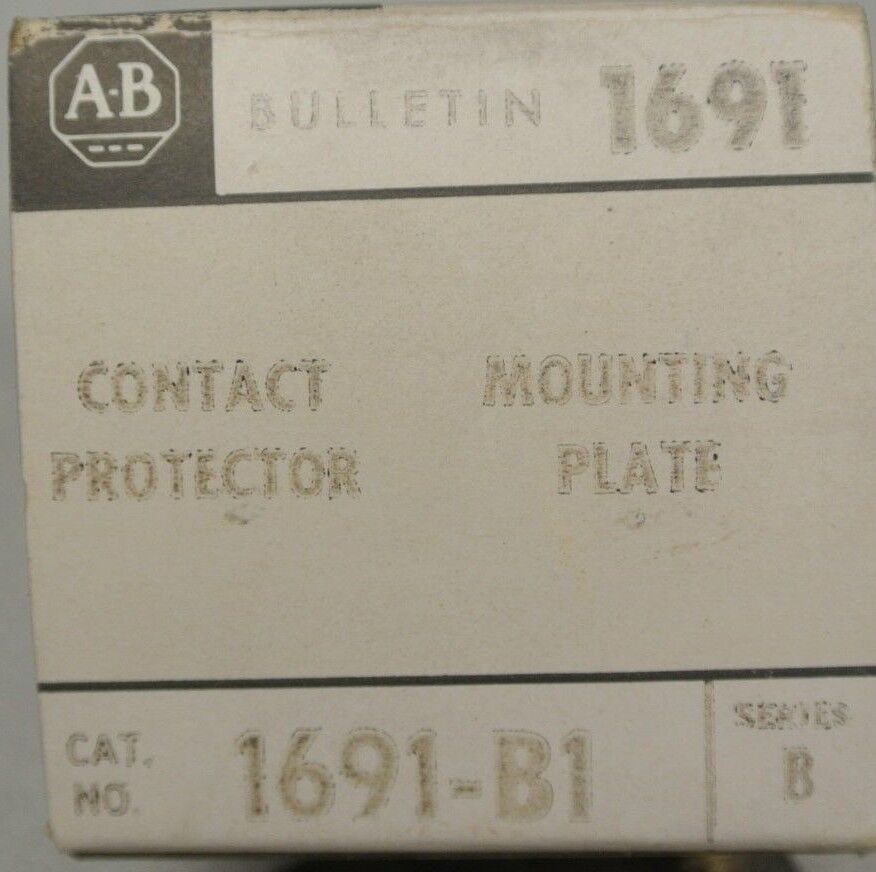 A-B
BULLETIN 1691
CONTACT MOUNTING
PROTECTOR PLATE
CAT. NO. 1691-B1
SERIES B